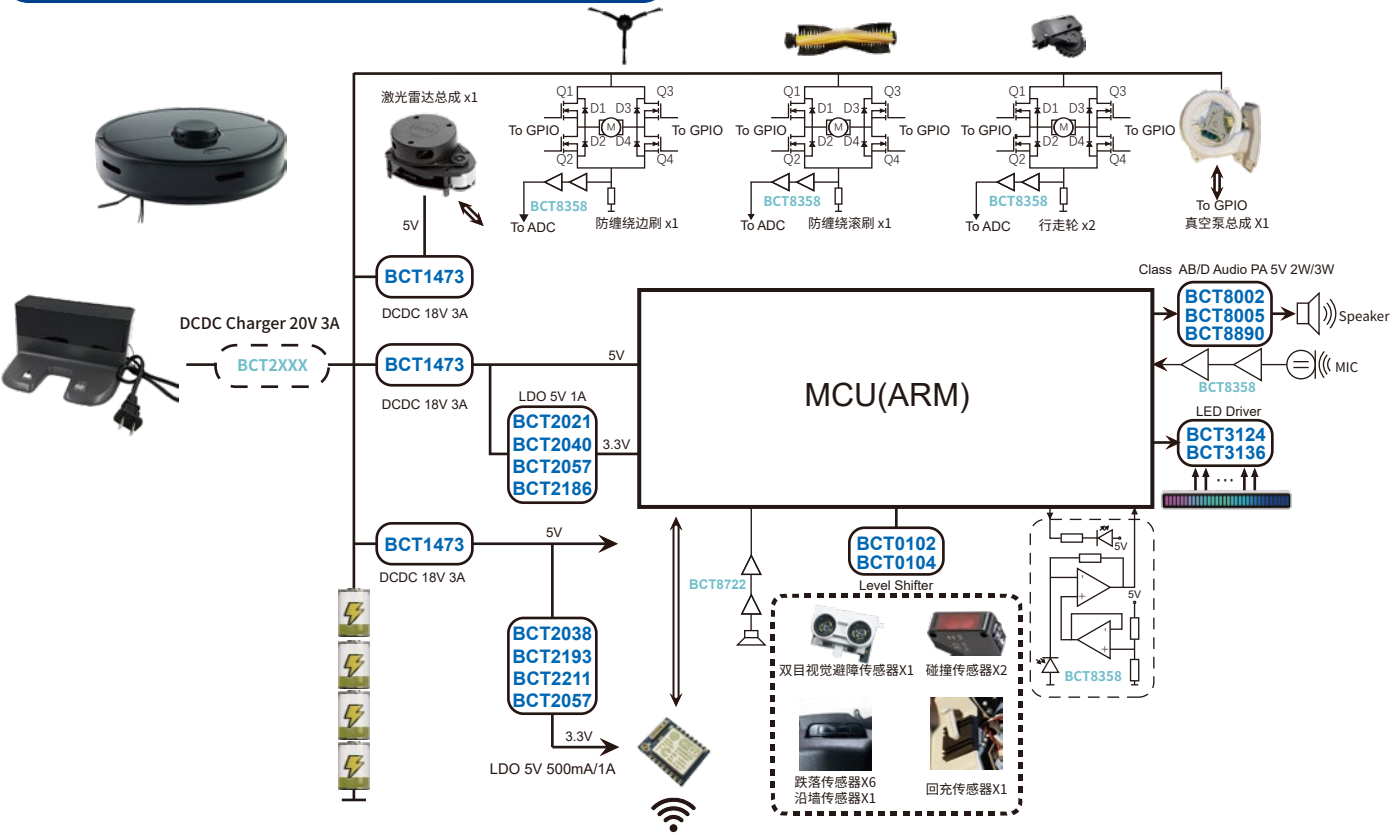 激光雷达总成 x1
Q1
Q3
D1
D3
M
To GPIO
To GPIO
D2
D4
Q2
Q4
BCT8358
To ADC
防缠绕边刷 x1
Q1
Q3
D1
D3
M
To GPIO
To GPIO
D2
D4
Q2
Q4
BCT8358
To ADC
防缠绕滚刷 x1
Q1
Q3
D1
D3
M
To GPIO
To GPIO
D2
D4
Q2
Q4
BCT8358
To ADC
行走轮 x2
To GPIO
真空泵总成 X1
5V
BCT1473
DCDC 18V 3A
DCDC Charger 20V 3A
BCT2XXX
BCT1473
DCDC 18V 3A
5V
LDO 5V 1A
BCT2021
BCT2040
BCT2057
BCT2186
3.3V
MCU(ARM)
Class AB/D Audio PA 5V 2W/3W
BCT8002
BCT8005
BCT8890
Speaker
MIC
BCT8358
LED Driver
BCT3124
BCT3136
...
BCT1473
DCDC 18V 3A
5V
BCT2038
BCT2193
BCT2211
BCT2057
3.3V
LDO 5V 500mA/1A
BCT8722
BCT0102
BCT0104
Level Shifter
双目视觉避障传感器X1
碰撞传感器X2
跌落传感器X6
沿墙传感器X1
回充传感器X1
5V
-
+
5V
-
+
BCT8358